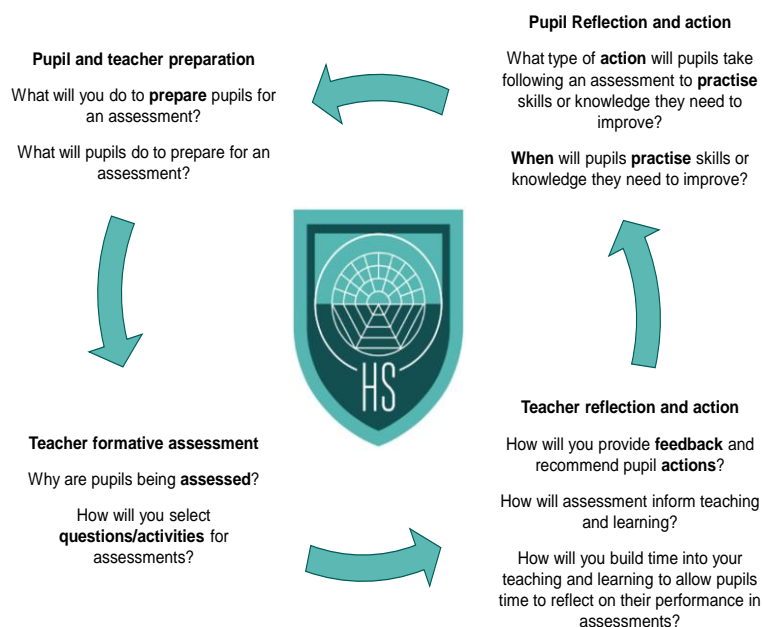 Pupil and teacher preparation
What will you do to prepare pupils for
an assessment?
What will pupils do to prepare for an
assessment?
Pupil Reflection and action
What type of action will pupils take
following an assessment to practise
skills or knowledge they need to
improve?
When will pupils practise skills or
knowledge they need to improve?
HS
Teacher formative assessment
Why are pupils being assessed?
How will you select
questions/activities for
assessments?
Teacher reflection and action
How will you provide feedback and
recommend pupil actions?
How will assessment inform teaching
and learning?
How will you build time into your
teaching and learning to allow pupils
time to reflect on their performance in
assessments?